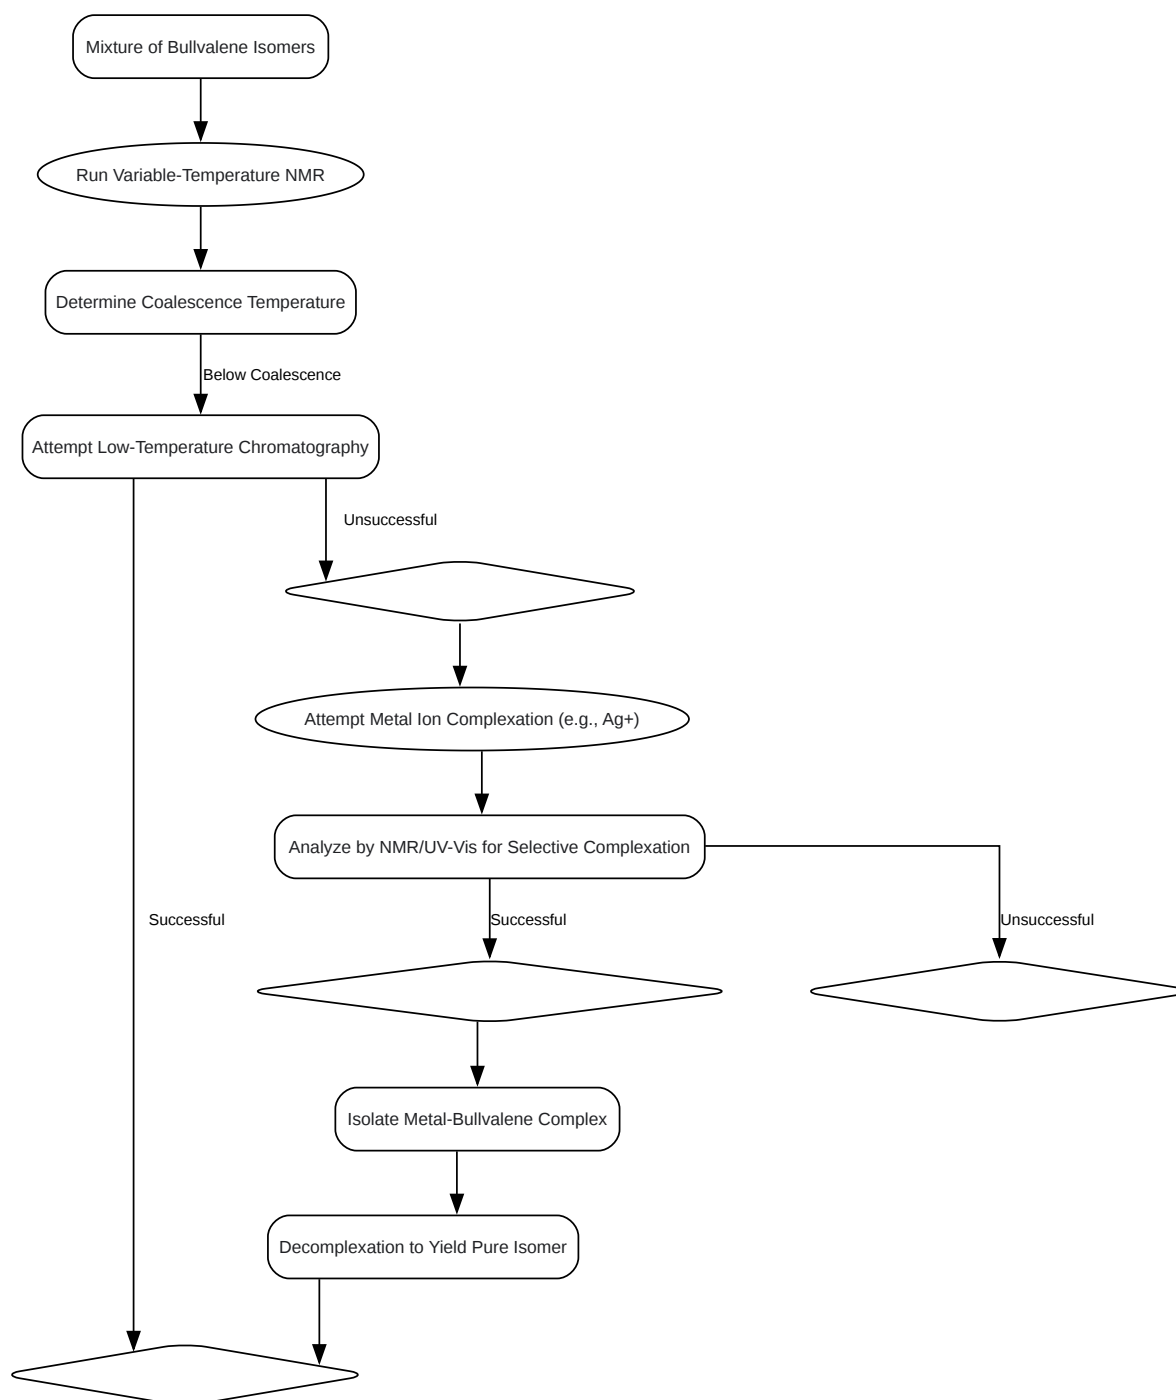 Mixture of Bullvalene Isomers
Run Variable-Temperature NMR
Determine Coalescence Temperature
Below Coalescence
Attempt Low-Temperature Chromatography
Unsuccessful
Attempt Metal Ion Complexation (e.g., Ag+)
Analyze by NMR/UV-Vis for Selective Complexation
Successful
Successful
Unsuccessful
Isolate Metal-Bullvalene Complex
Decomplexation to Yield Pure Isomer